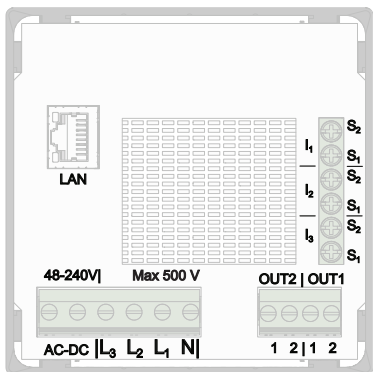 S₂
I₁
S₁
LAN
S₂
I₂
S₁
S₂
I₃
S₁
48-240V| Max 500 V OUT2 | OUT1
AC-DC |L₃ L₂ L₁ N| 1 2 | 1 2